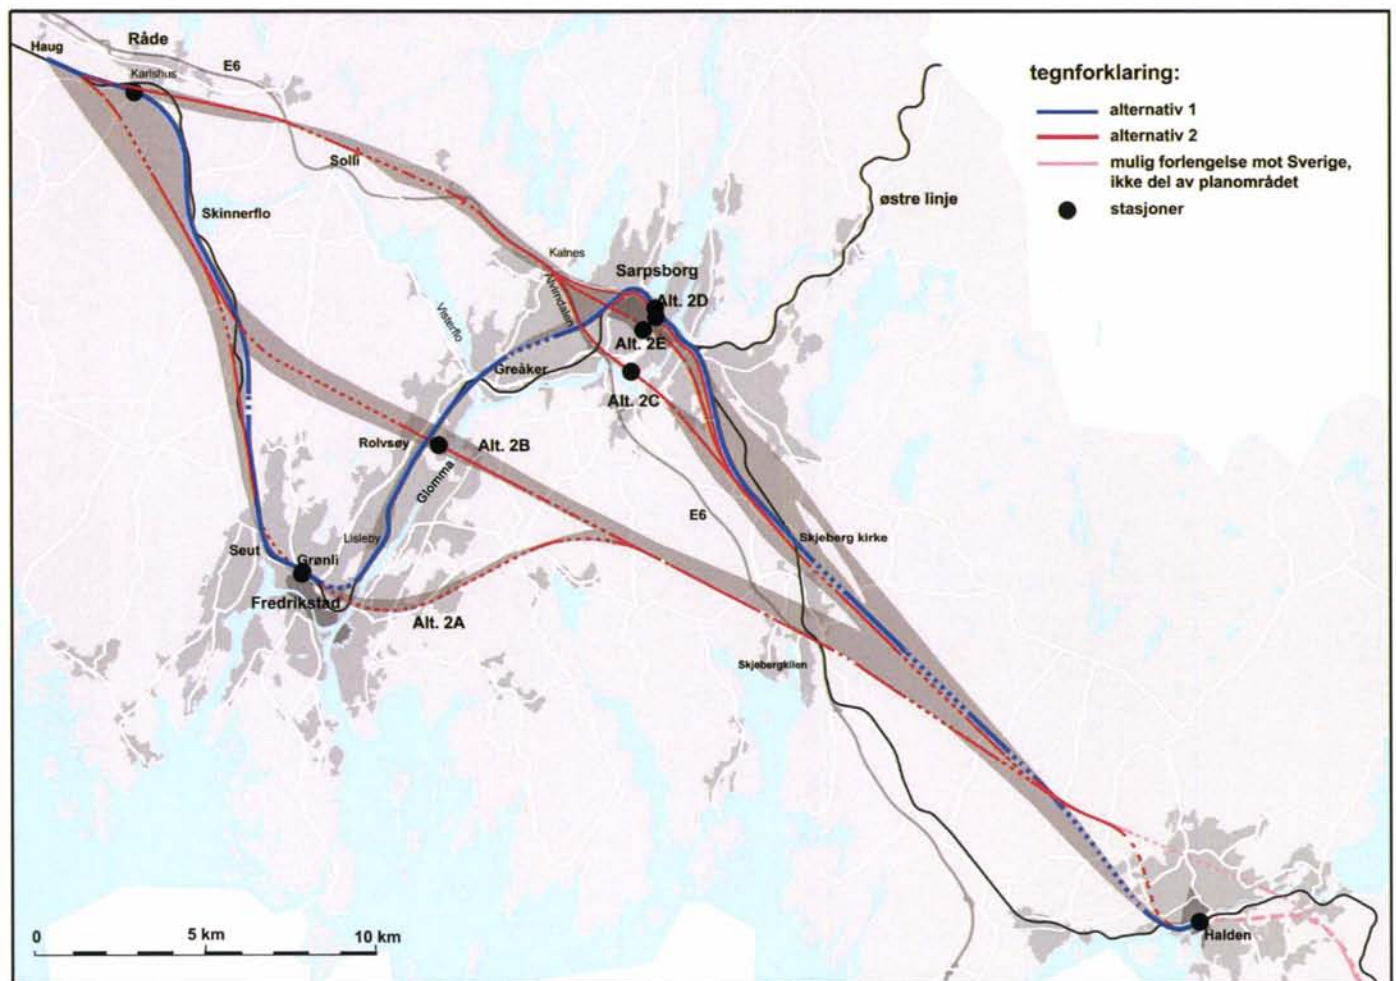 Haug
Råde
Karlshus
E6
tegnforklaring:
alternativ 1
alternativ 2
mulig forlengelse mot Sverige,
ikke del av planområdet
stasjoner
Solli
Skinnerflo
østre linje
Kalnes
Sarpsborg
Alvimdalen
Alt. 2D
Visterflo
Alt. 2E
Greåker
Alt. 2C
Rolvsøy
Alt. 2B
Glomma
E6
Lisleby
Skjeberg kirke
Seut
Grønli
Fredrikstad
Alt. 2A
Skjebergkilen
0
5 km
10 km
Halden